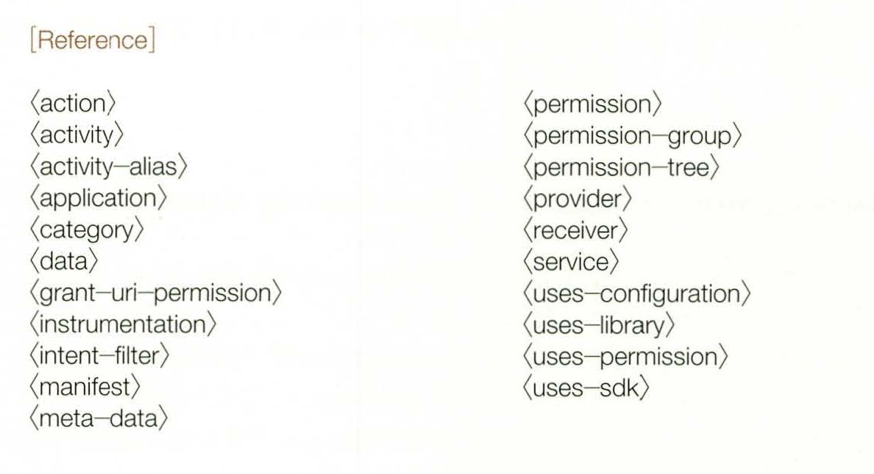 [Reference]
〈action〉
〈activity〉
〈activity–alias〉
〈application〉
〈category〉
〈data〉
〈grant–uri–permission〉
〈instrumentation〉
〈intent–filter〉
〈manifest〉
〈meta–data〉
〈permission〉
〈permission–group〉
〈permission–tree〉
〈provider〉
〈receiver〉
〈service〉
〈uses–configuration〉
〈uses–library〉
〈uses–permission〉
〈uses–sdk〉